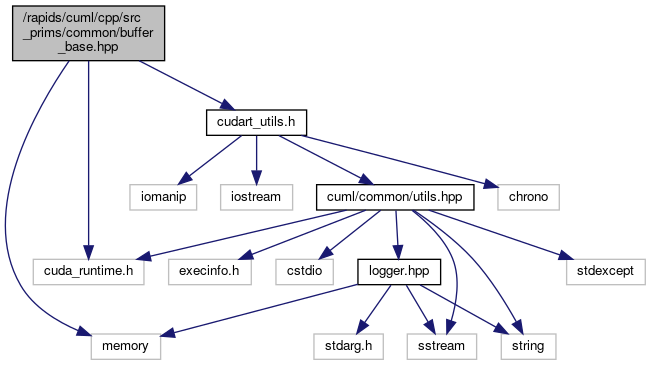 /rapids/cuml/cpp/src
_prims/common/buffer
_base.hpp
cudart_utils.h
iomanip
iostream
cuml/common/utils.hpp
chrono
cuda_runtime.h
execinfo.h
cstdio
logger.hpp
stdexcept
memory
stdarg.h
sstream
string